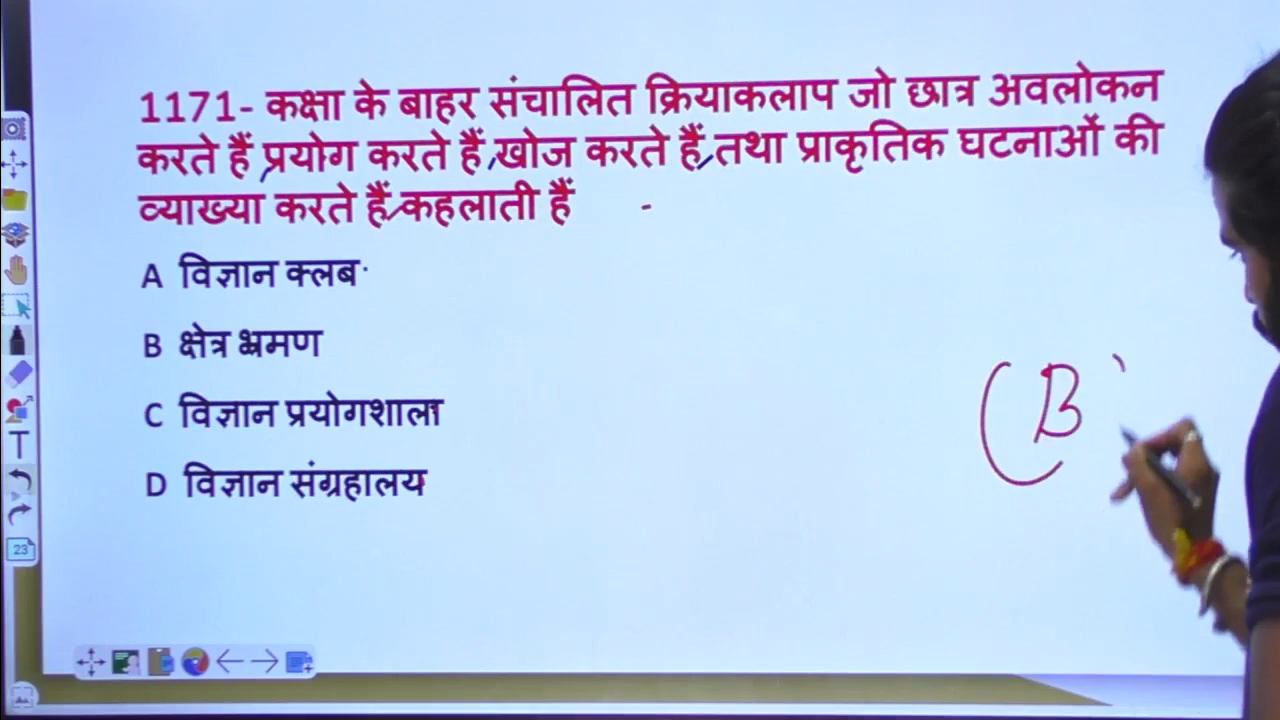 1171- कक्षा के बाहर संचालित क्रियाकलाप जो छात्र अवलोकन
करते हैं,प्रयोग करते हैं,खोज करते हैं,तथा प्राकृतिक घटनाओं की
व्याख्या करते हैं,कहलाती हैं -
A विज्ञान क्लब
B क्षेत्र भ्रमण
C विज्ञान प्रयोगशाला
D विज्ञान संग्रहालय
(B
T
23